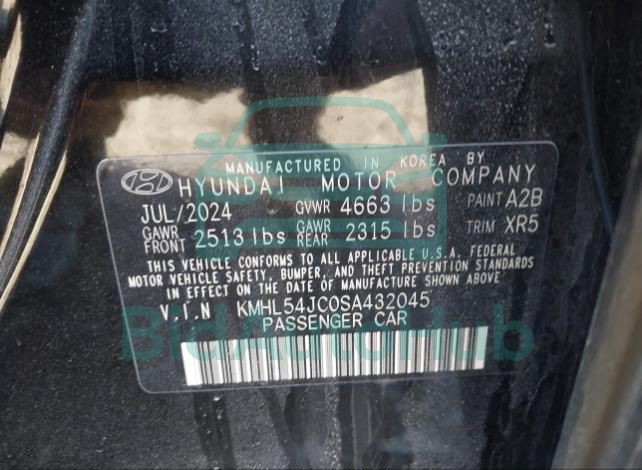 MANUFACTURED IN KOREA BY
HYUNDAI MOTOR COMPANY
JUL/2024 GVWR 4663 lbs PAINT A2B
GAWR FRONT 2513 lbs GAWR REAR 2315 lbs TRIM XR5
THIS VEHICLE CONFORMS TO ALL APPLICABLE U.S.A. FEDERAL
MOTOR VEHICLE SAFETY, BUMPER, AND THEFT PREVENTION STANDARDS
IN EFFECT ON THE DATE OF MANUFACTURE SHOWN ABOVE
V.I.N KMHL54JC0SA432045
PASSENGER CAR
BidAutoHub